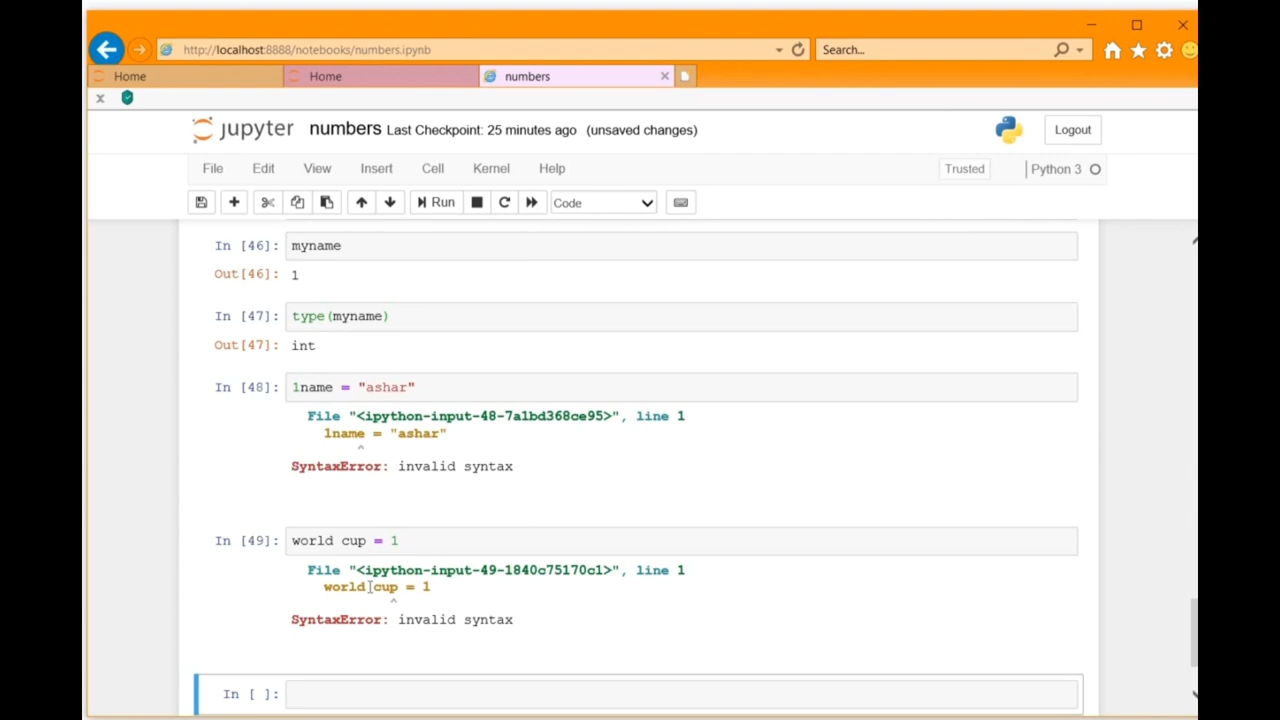 http://localhost:8888/notebooks/numbers.ipynb
Search...
Home
Home
numbers
jupyter numbers Last Checkpoint: 25 minutes ago (unsaved changes)
Logout
File Edit View Insert Cell Kernel Help
Trusted
Python 3
Run
Code
In [46]: myname
Out[46]: 1
In [47]: type(myname)
Out[47]: int
In [48]: 1name = "ashar"
File "<ipython-input-48-7a1bd368ce95>", line 1
1name = "ashar"
^
SyntaxError: invalid syntax
In [49]: world cup = 1
File "<ipython-input-49-1840c75170c1>", line 1
world cup = 1
^
SyntaxError: invalid syntax
In [ ]: